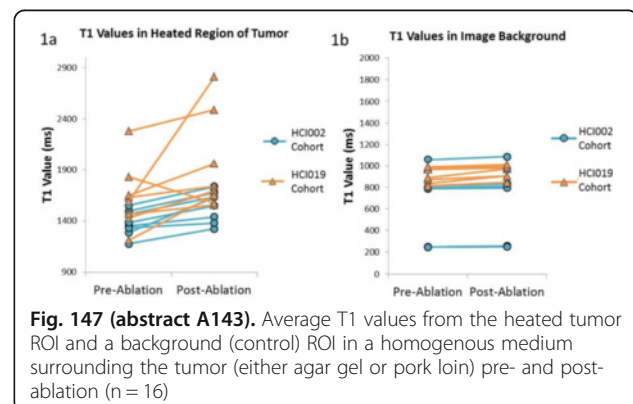 1a
T1 Values in Heated Region of Tumor
T1 Value (ms)
2900
2400
1900
1400
900
Pre-Ablation Post-Ablation
HCI002
Cohort
HCI019
Cohort
1b
T1 Values in Image Background
T1 Value (ms)
2000
1800
1600
1400
1200
1000
800
600
400
200
0
Pre-Ablation Post-Ablation
HCI002
Cohort
HCI019
Cohort
Fig. 147 (abstract A143). Average T1 values from the heated tumor
ROI and a background (control) ROI in a homogenous medium
surrounding the tumor (either agar gel or pork loin) pre- and post-
ablation (n = 16)